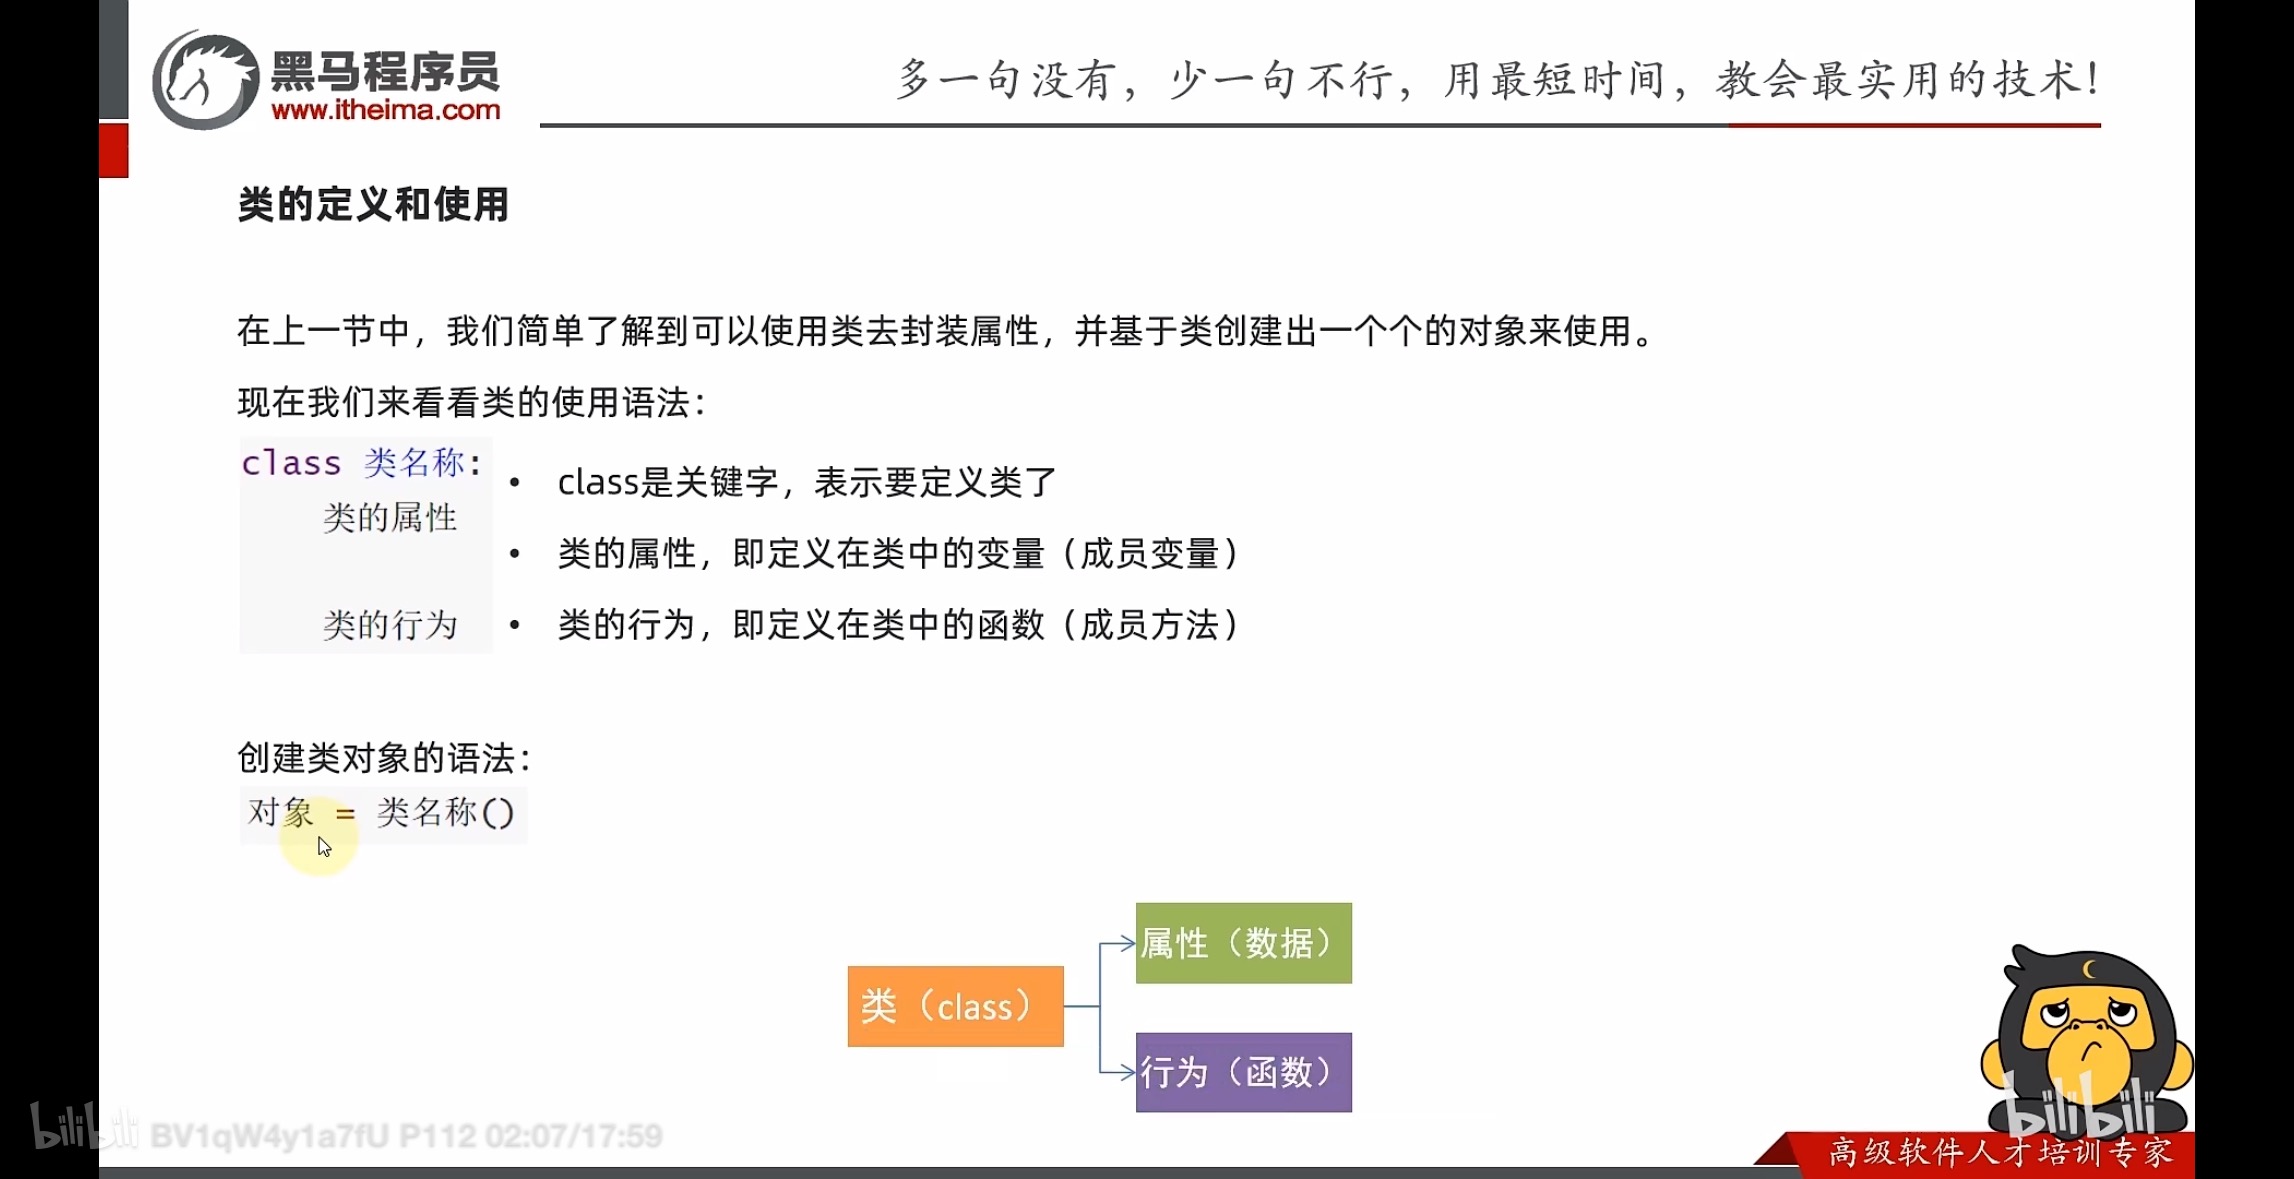 黑马程序员
www.itheima.com
多一句没有，少一句不行，用最短时间，教会最实用的技术！
类的定义和使用
在上一节中，我们简单了解到可以使用类去封装属性，并基于类创建出一个个的对象来使用。
现在我们来看看类的使用语法：
class 类名称:
类的属性
类的行为
• class是关键字，表示要定义类了
• 类的属性，即定义在类中的变量（成员变量）
• 类的行为，即定义在类中的函数（成员方法）
创建类对象的语法：
对象 = 类名称()
类（class）
属性（数据）
行为（函数）
bilibili BV1qW4y1a7fU P112 02:07/17:59
bilibili
高级软件人才培训专家